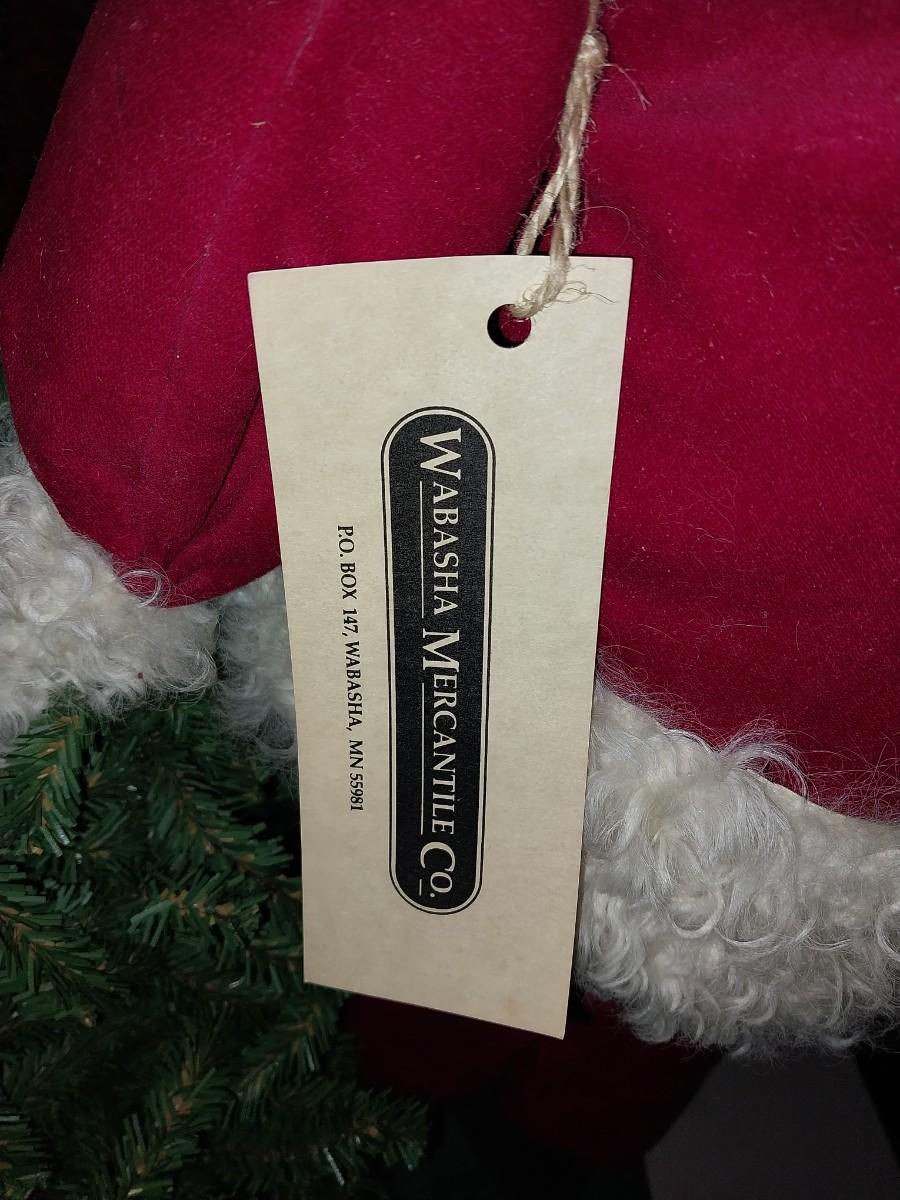 WABASHA MERCANTILE CO.
P.O. BOX 147, WABASHA, MN 55981